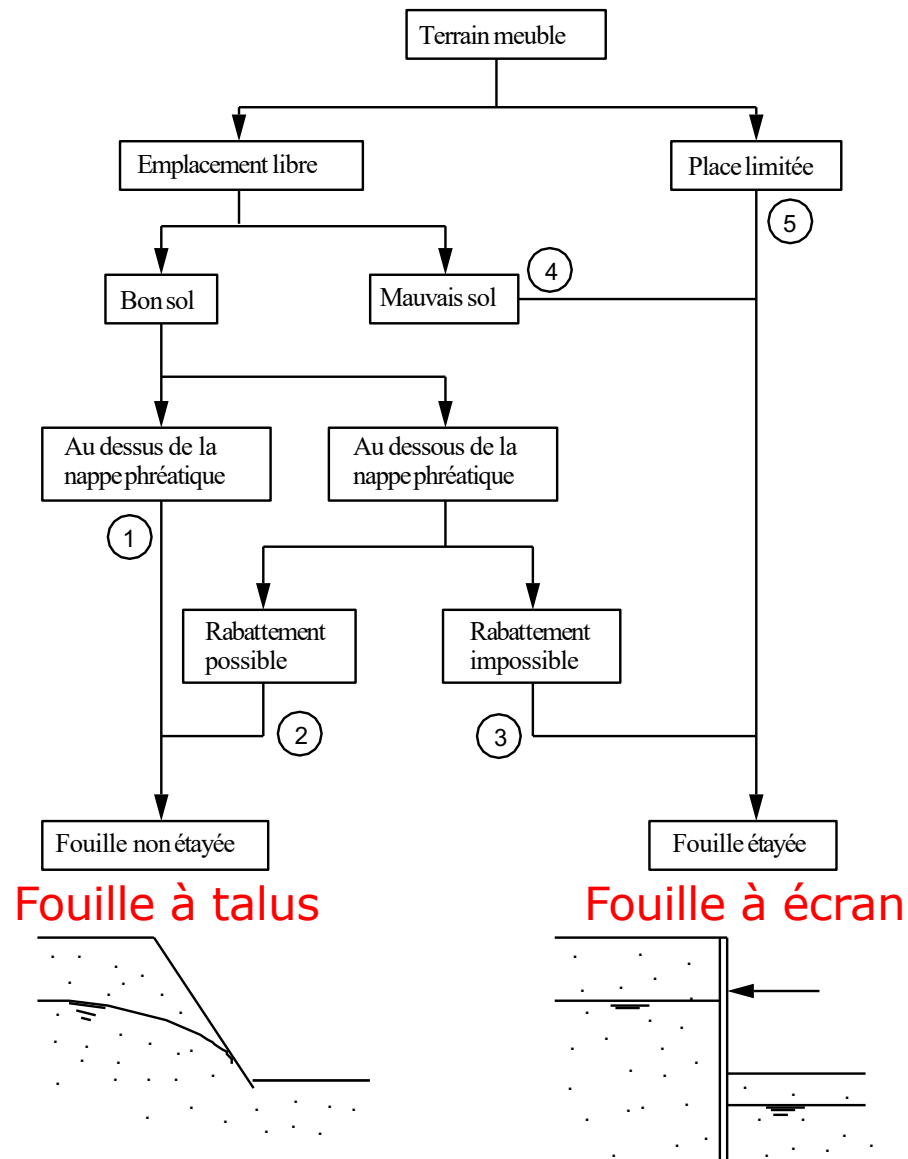 Terrain meuble
Emplacement libre
Place limitée
5
4
Bon sol
Mauvais sol
Au dessus de la
nappe phréatique
Au dessous de la
nappe phréatique
1
Rabattement
possible
Rabattement
impossible
2
3
Fouille non étayée
Fouille étayée
Fouille à talus
Fouille à écran